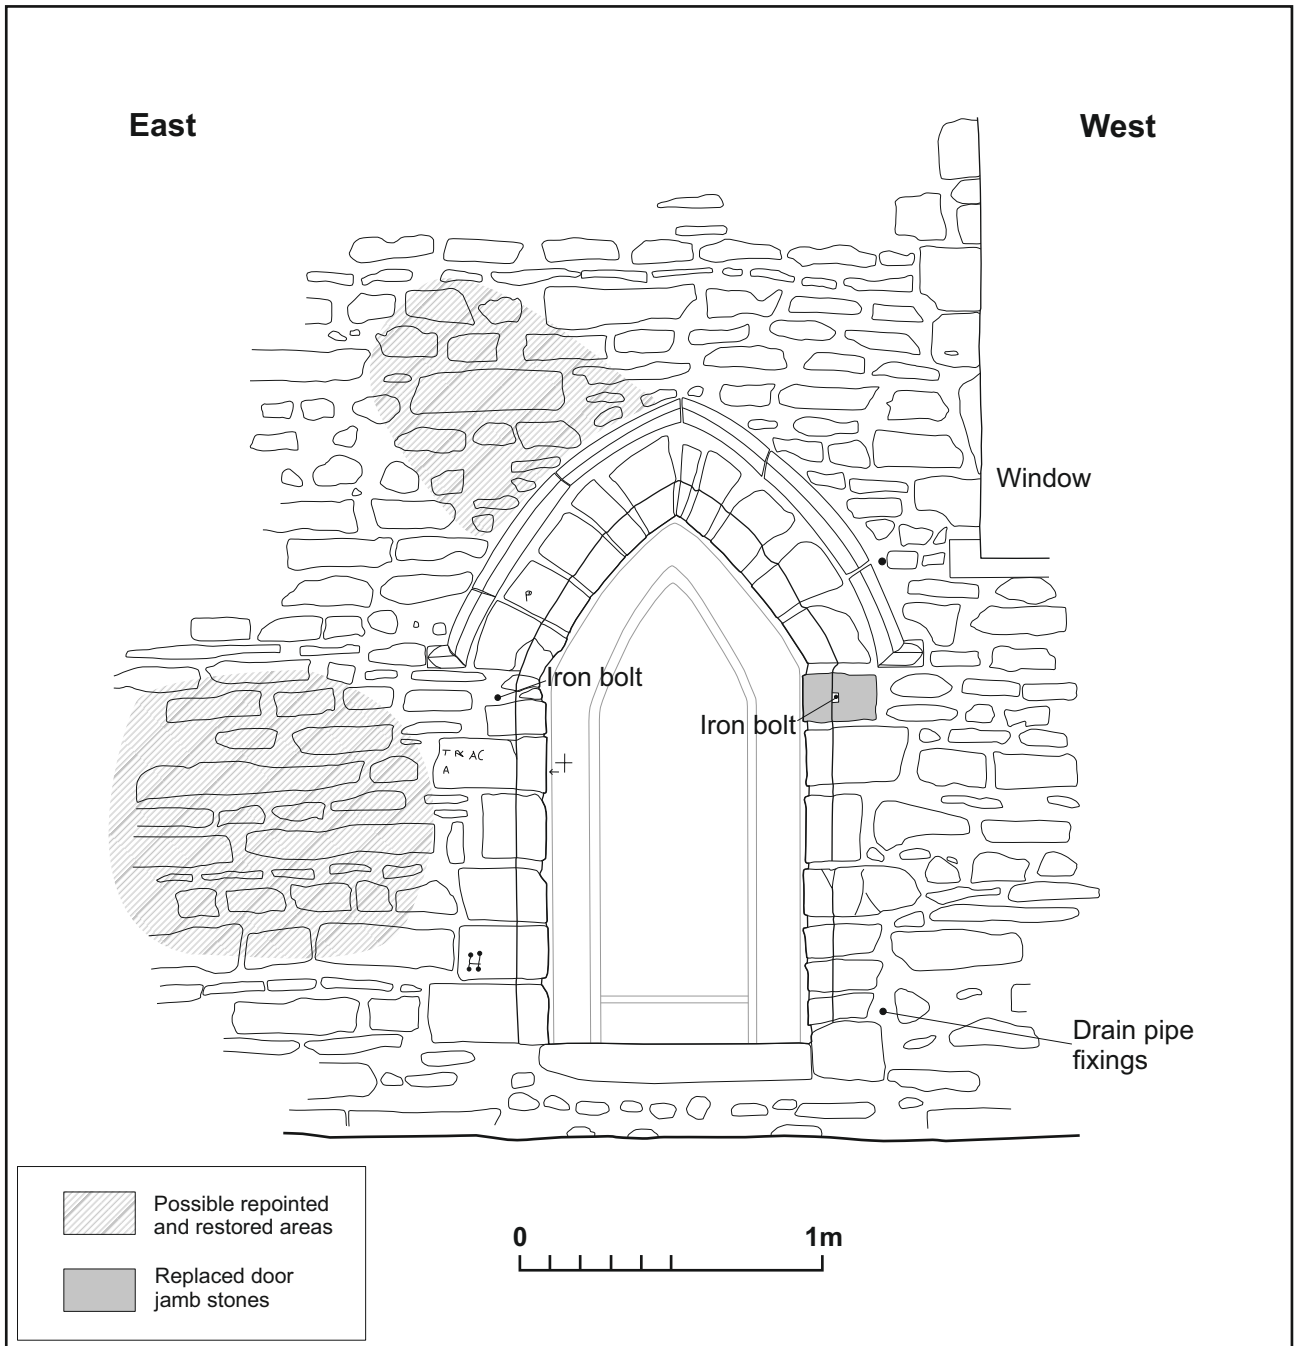 East
West
Window
P
Iron bolt
Iron bolt
AC
A
Drain pipe
fixings
Possible repointed
and restored areas
Replaced door
jamb stones
0
1m